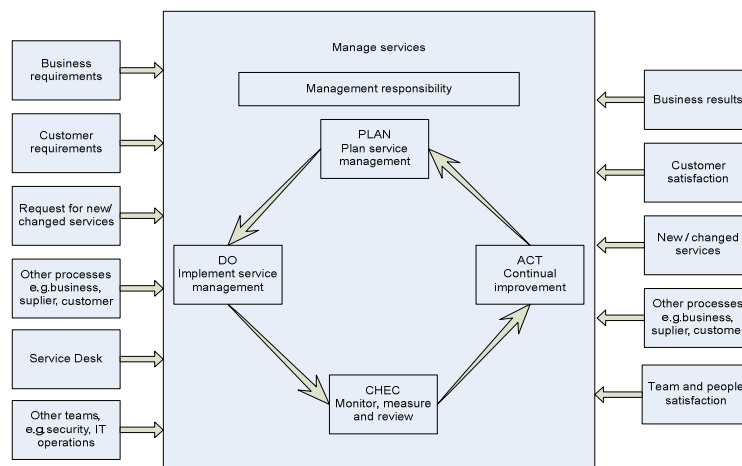 Manage services
Management responsibility
PLAN
Plan service
management
DO
Implement service
management
ACT
Continual
improvement
CHEC
Monitor, measure
and review
Business
requirements
Customer
requirements
Request for new/
changed services
Other processes
e.g.business,
suplier, customer
Service Desk
Other teams,
e.g.security, IT
operations
Business results
Customer
satisfaction
New / changed
services
Other processes
e.g.business,
suplier, custome
Team and people
satisfaction